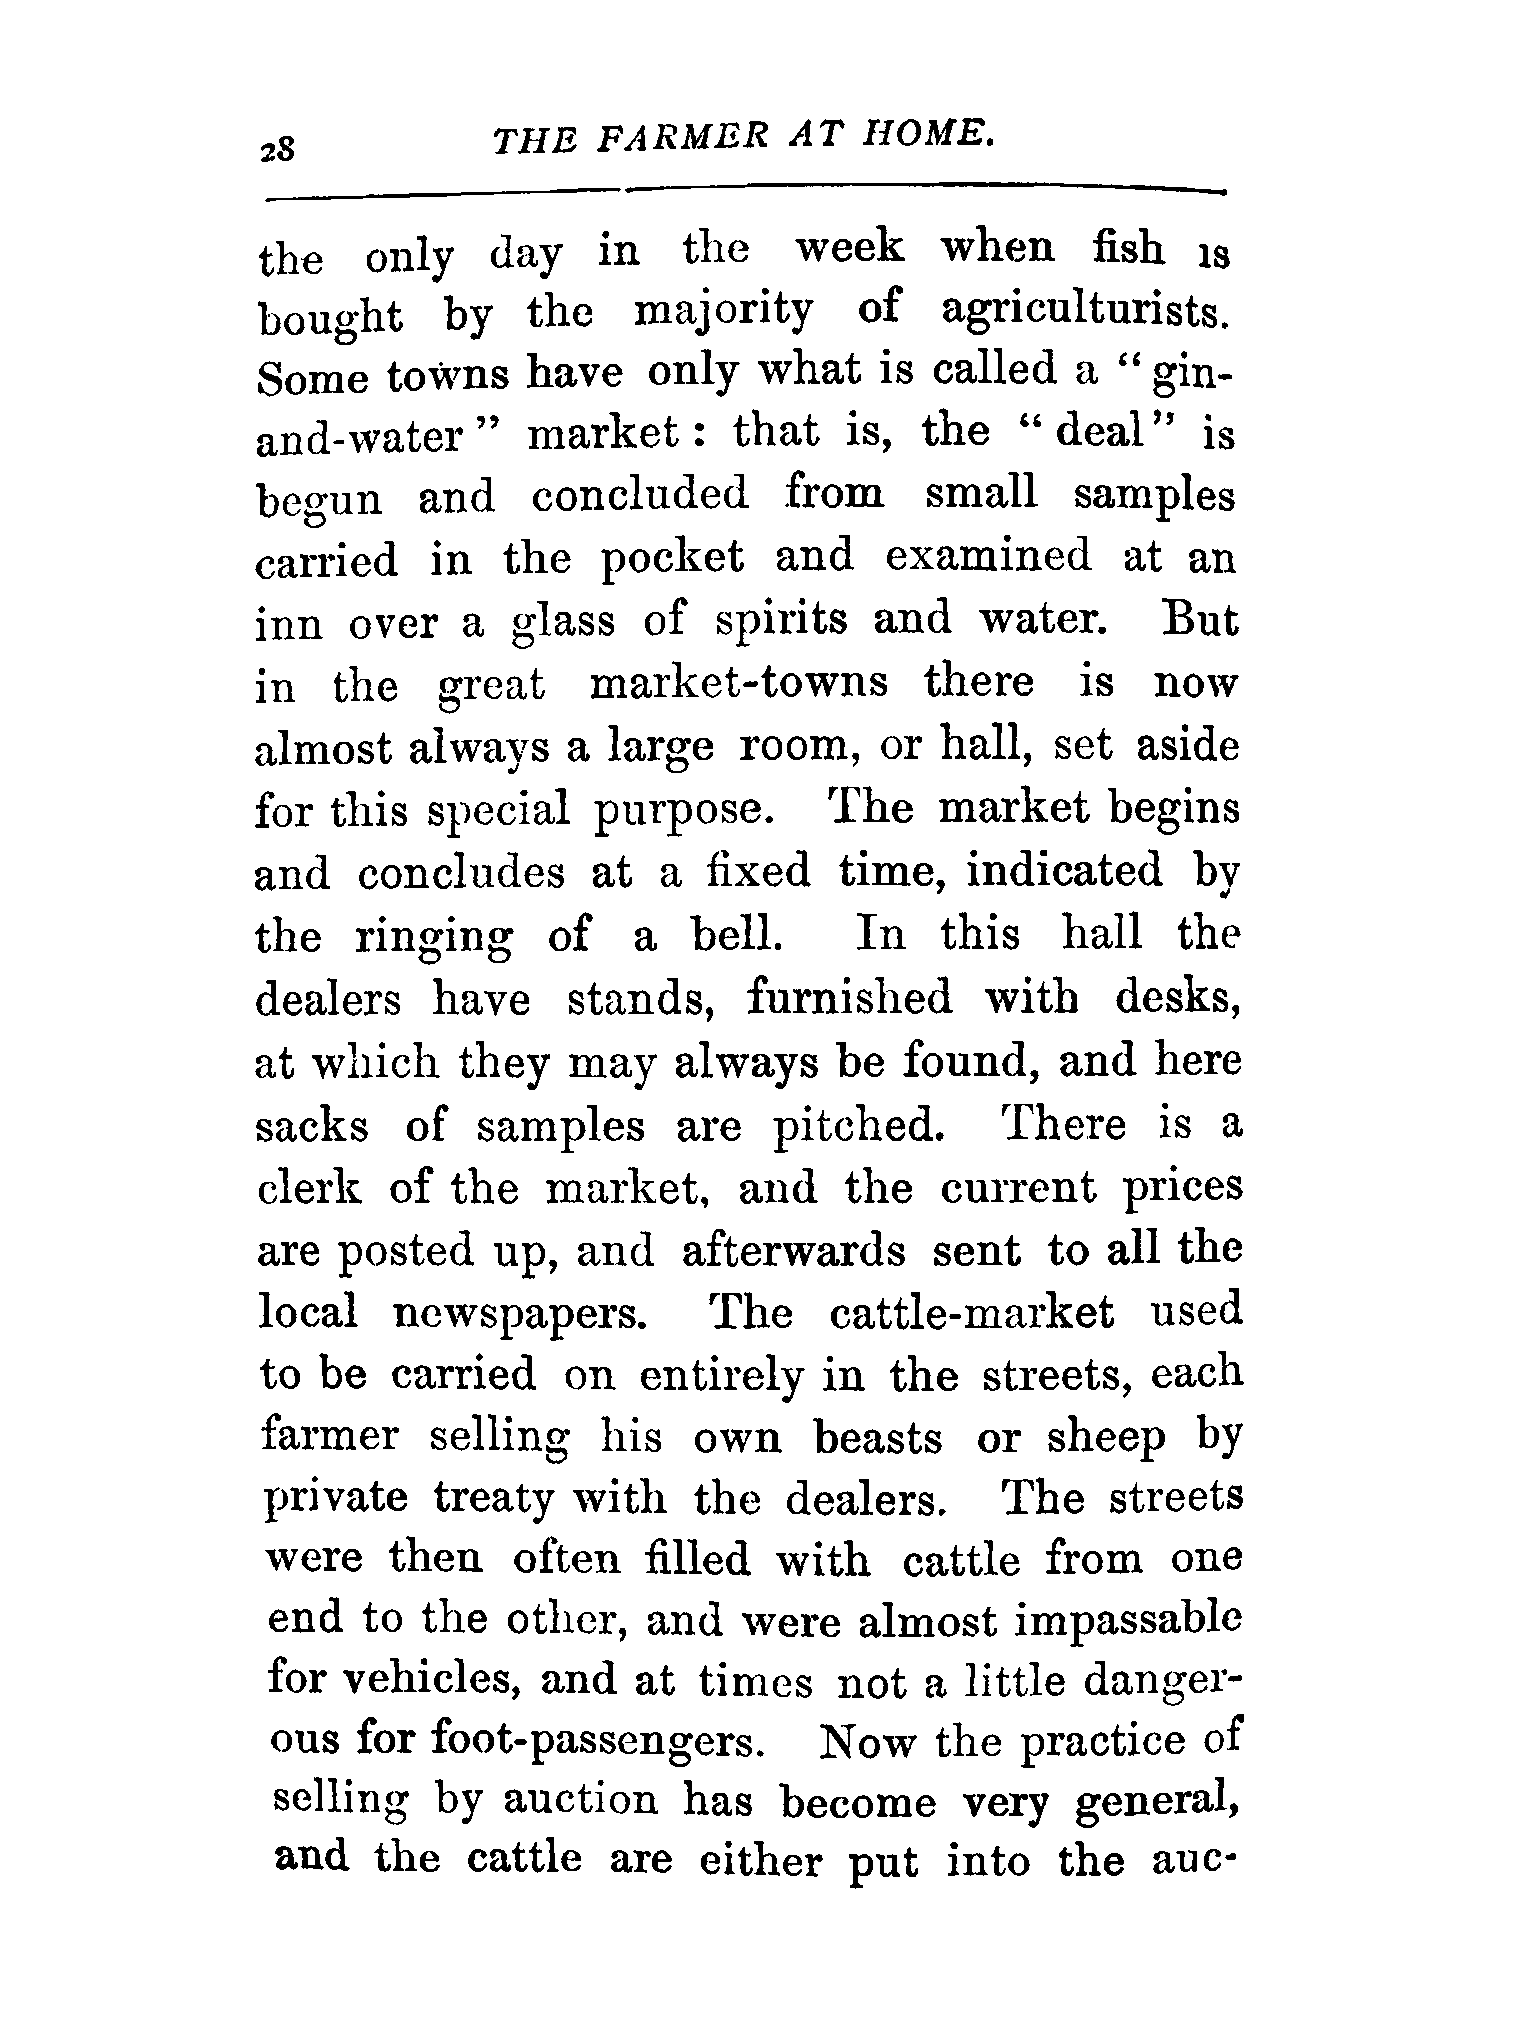 28 THE FARMER AT HOME.
the only day in the week when fish is
bought by the majority of agriculturists.
Some towns have only what is called a “gin-
and-water” market: that is, the “deal” is
begun and concluded from small samples
carried in the pocket and examined at an
inn over a glass of spirits and water. But
in the great market-towns there is now
almost always a large room, or hall, set aside
for this special purpose. The market begins
and concludes at a fixed time, indicated by
the ringing of a bell. In this hall the
dealers have stands, furnished with desks,
at which they may always be found, and here
sacks of samples are pitched. There is a
clerk of the market, and the current prices
are posted up, and afterwards sent to all the
local newspapers. The cattle-market used
to be carried on entirely in the streets, each
farmer selling his own beasts or sheep by
private treaty with the dealers. The streets
were then often filled with cattle from one
end to the other, and were almost impassable
for vehicles, and at times not a little danger-
ous for foot-passengers. Now the practice of
selling by auction has become very general,
and the cattle are either put into the auc-